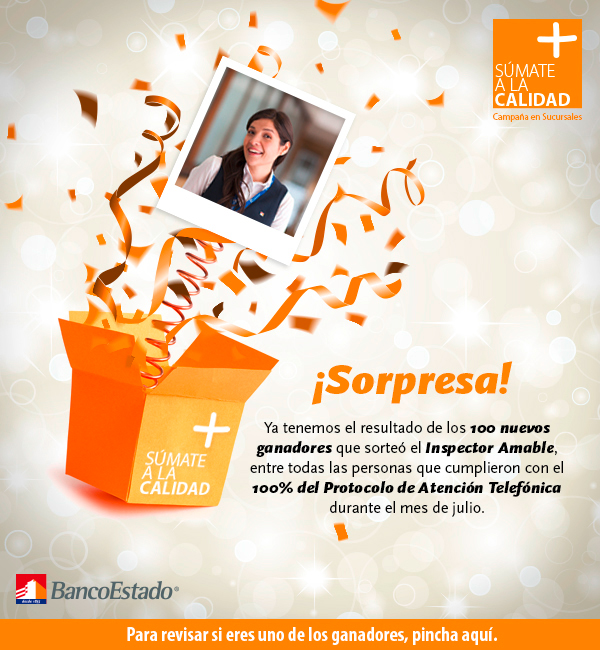 SÚMATE
A LA
CALIDAD
Campaña en Sucursales
¡Sorpresa!
Ya tenemos el resultado de los 100 nuevos
ganadores que sorteó el Inspector Amable,
entre todas las personas que cumplieron con el
100% del Protocolo de Atención Telefónica
durante el mes de julio.
SÚMATE
A LA
CALIDAD
BancoEstado®
Para revisar si eres uno de los ganadores, pincha aquí.